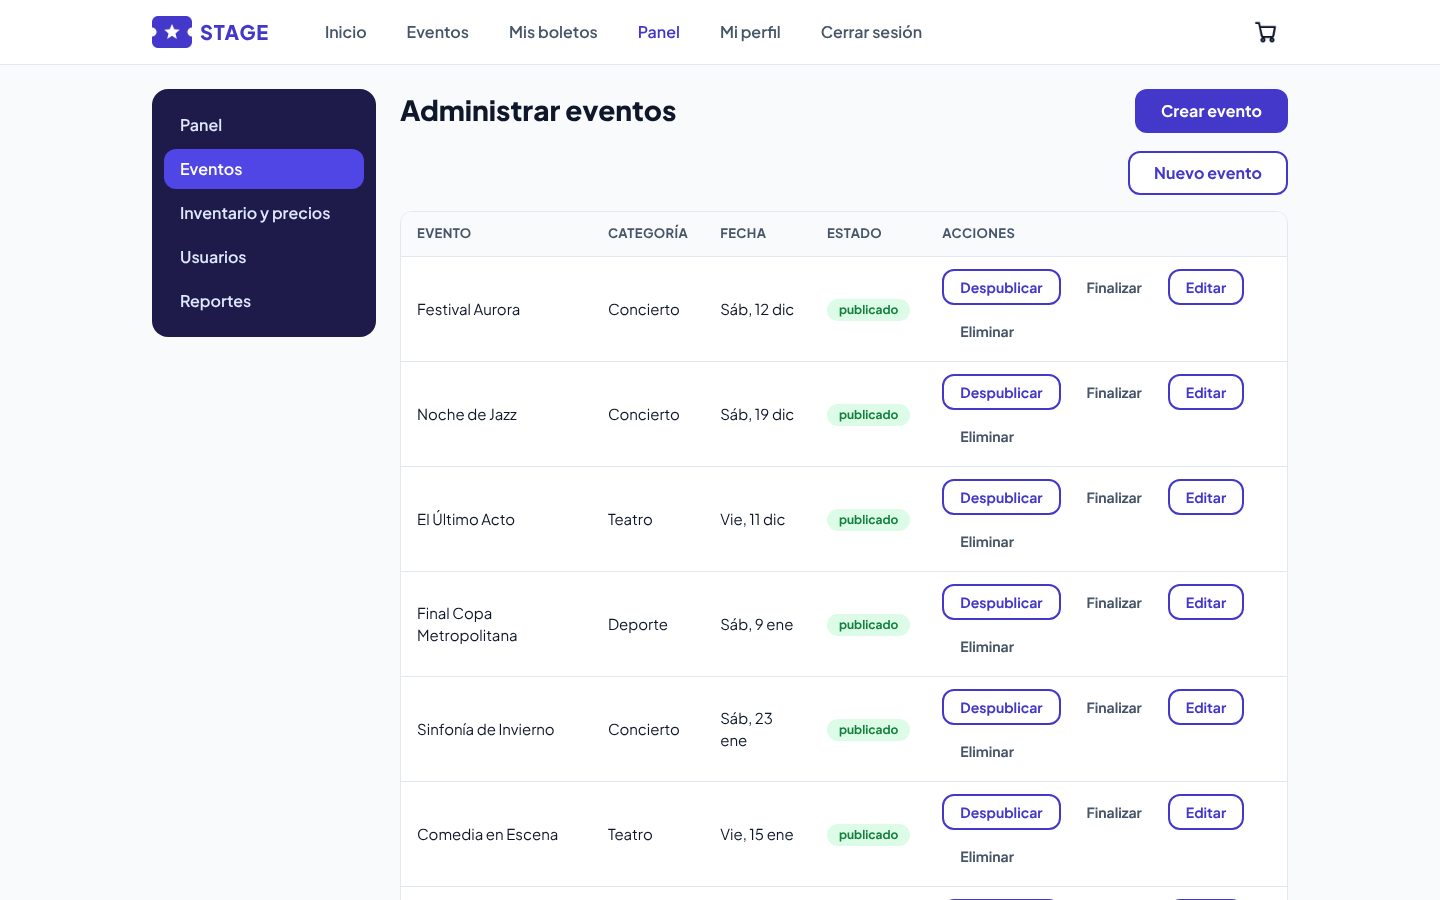 STAGE
Inicio Eventos Mis boletos Panel Mi perfil Cerrar sesión
Panel
Eventos
Inventario y precios
Usuarios
Reportes
Administrar eventos
Crear evento
Nuevo evento
EVENTO CATEGORÍA FECHA ESTADO ACCIONES
Festival Aurora Concierto Sáb, 12 dic publicado Despublicar Finalizar Editar
Eliminar
Noche de Jazz Concierto Sáb, 19 dic publicado Despublicar Finalizar Editar
Eliminar
El Último Acto Teatro Vie, 11 dic publicado Despublicar Finalizar Editar
Eliminar
Final Copa
Metropolitana
Deporte Sáb, 9 ene publicado Despublicar Finalizar Editar
Eliminar
Sinfonía de Invierno Concierto Sáb, 23
ene
publicado Despublicar Finalizar Editar
Eliminar
Comedia en Escena Teatro Vie, 15 ene publicado Despublicar Finalizar Editar
Eliminar